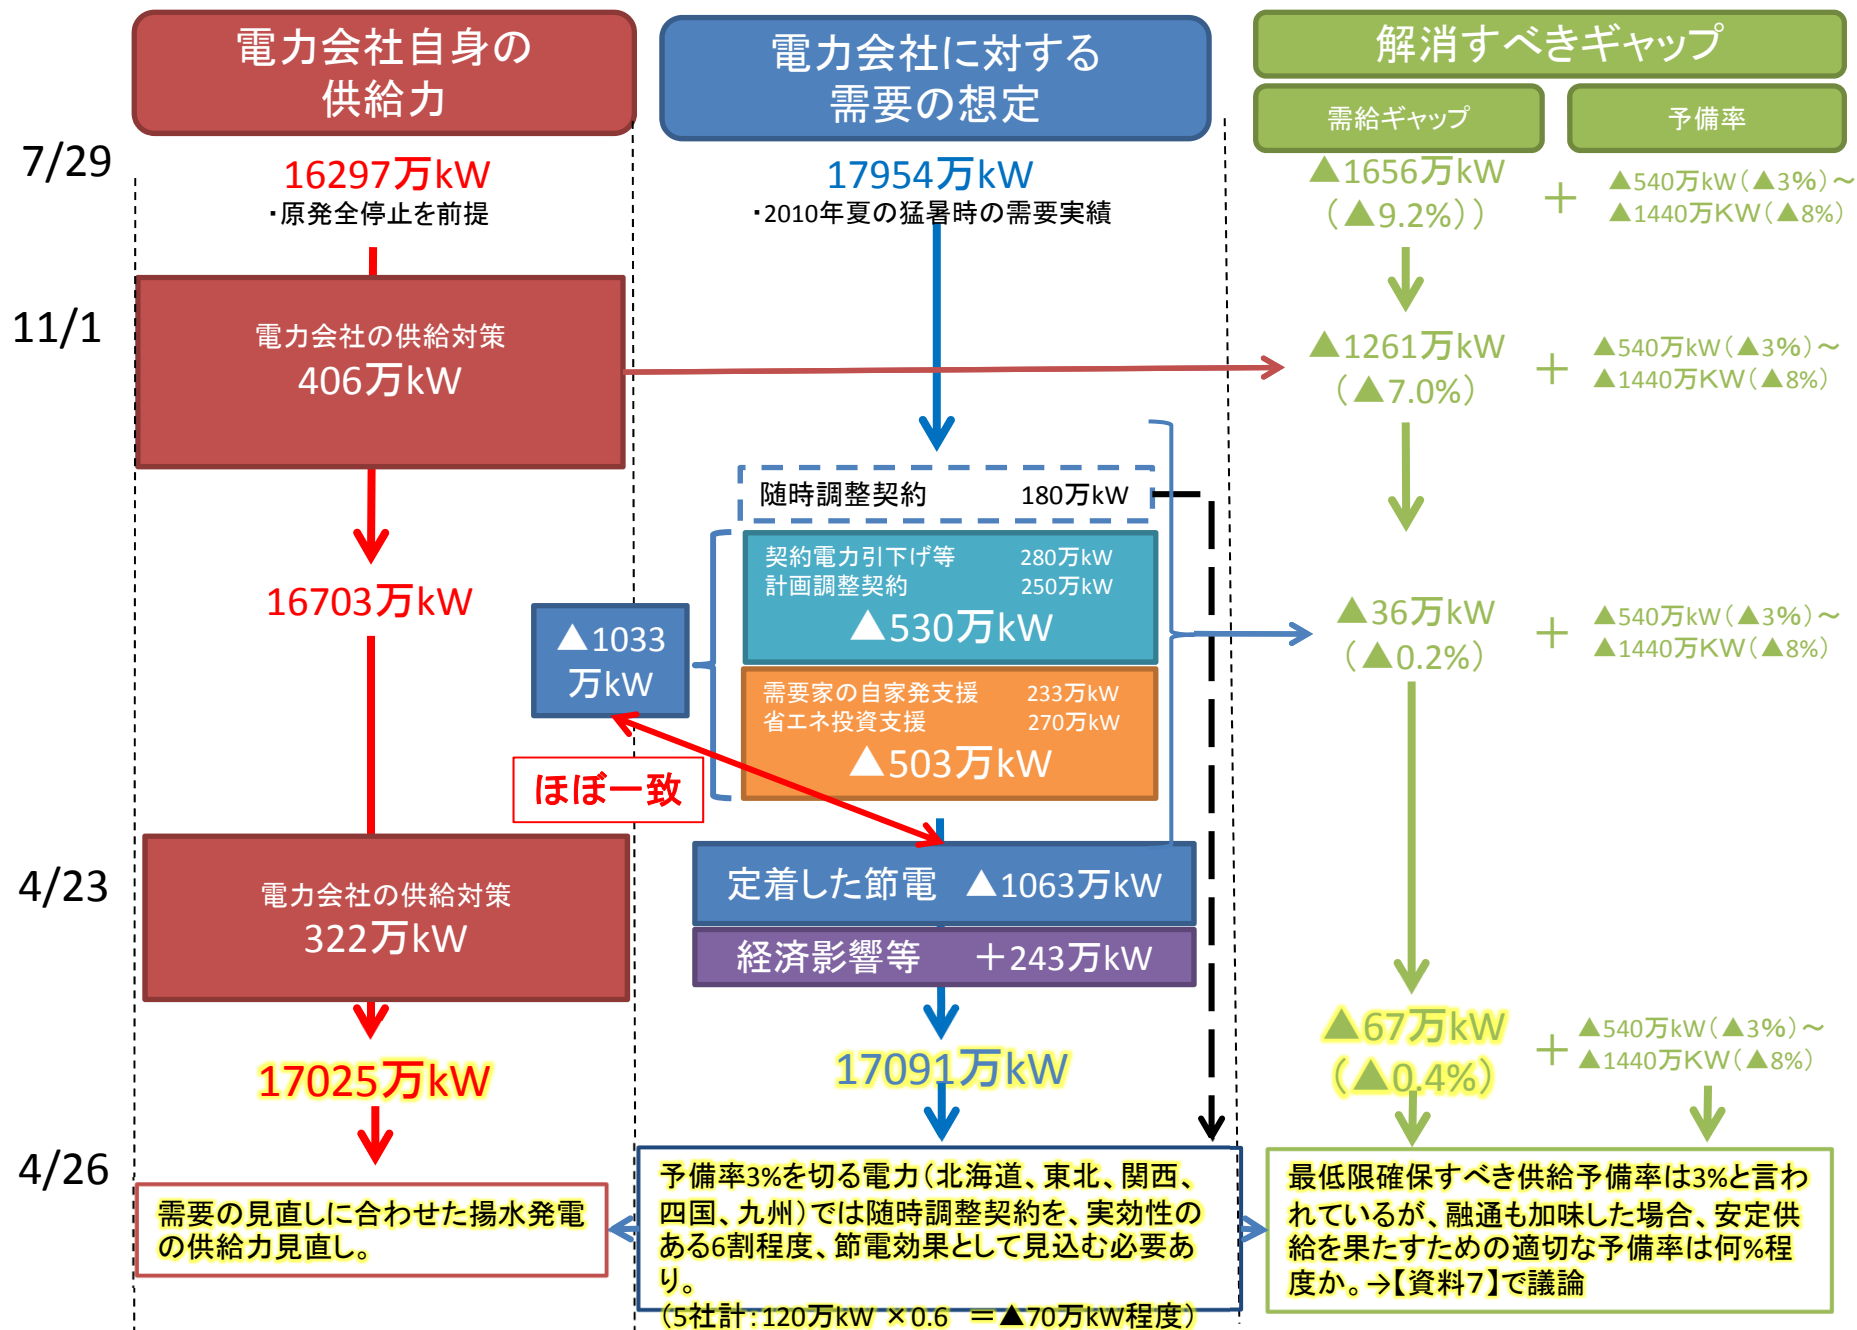 電力会社自身の
供給力
電力会社に対する
需要の想定
解消すべきギャップ
需給ギャップ
予備率
7/29
16297万kW
・原発全停止を前提
17954万kW
・2010年夏の猛暑時の需要実績
▲1656万kW
(▲9.2%))
＋
▲540万kW(▲3%)～
▲1440万KW(▲8%)
11/1
電力会社の供給対策
406万kW
▲1261万kW
(▲7.0%)
＋
▲540万kW(▲3%)～
▲1440万KW(▲8%)
随時調整契約 180万kW
契約電力引下げ等 280万kW
計画調整契約 250万kW
▲530万kW
16703万kW
▲1033
万kW
▲36万kW
(▲0.2%)
＋
▲540万kW(▲3%)～
▲1440万KW(▲8%)
需要家の自家発支援 233万kW
省エネ投資支援 270万kW
▲503万kW
ほぼ一致
4/23
電力会社の供給対策
322万kW
定着した節電 ▲1063万kW
経済影響等 ＋243万kW
17025万kW
17091万kW
▲67万kW
(▲0.4%)
＋
▲540万kW(▲3%)～
▲1440万KW(▲8%)
4/26
需要の見直しに合わせた揚水発電
の供給力見直し。
予備率3%を切る電力(北海道、東北、関西、
四国、九州)では随時調整契約を、実効性の
ある6割程度、節電効果として見込む必要あ
り。
(5社計：120万kW ×0.6 ＝▲70万kW程度)
最低限確保すべき供給予備率は3%と言わ
れているが、融通も加味した場合、安定供
給を果たすための適切な予備率は何%程
度か。→【資料7】で議論